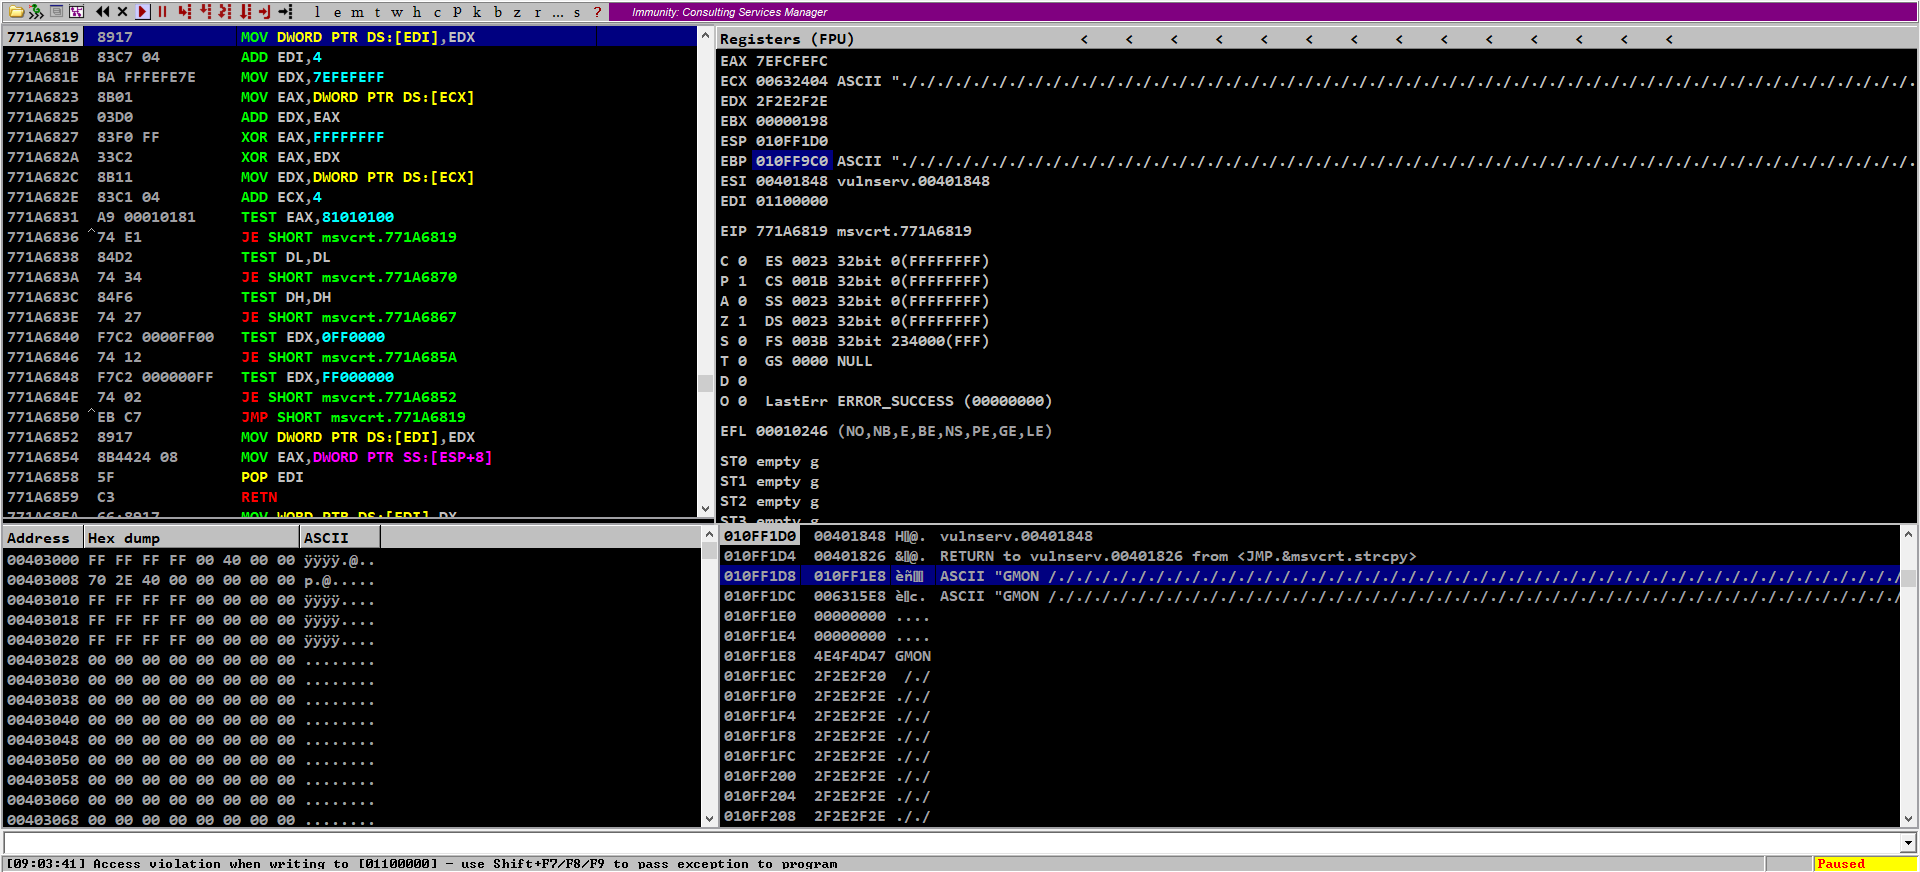 l e m t w h c p k b z r ... s ? Immunity: Consulting Services Manager
771A6819 8917 MOV DWORD PTR DS:[EDI],EDX
771A681B 83C7 04 ADD EDI,4
771A681E BA FFFEFE7E MOV EDX,7EFEFEFF
771A6823 8B01 MOV EAX,DWORD PTR DS:[ECX]
771A6825 03D0 ADD EDX,EAX
771A6827 83F0 FF XOR EAX,FFFFFFFF
771A682A 33C2 XOR EAX,EDX
771A682C 8B11 MOV EDX,DWORD PTR DS:[ECX]
771A682E 83C1 04 ADD ECX,4
771A6831 A9 00010181 TEST EAX,81010100
771A6836 ^74 E1 JE SHORT msvcrt.771A6819
771A6838 84D2 TEST DL,DL
771A683A 74 34 JE SHORT msvcrt.771A6870
771A683C 84F6 TEST DH,DH
771A683E 74 27 JE SHORT msvcrt.771A6867
771A6840 F7C2 0000FF00 TEST EDX,0FF0000
771A6846 74 12 JE SHORT msvcrt.771A685A
771A6848 F7C2 000000FF TEST EDX,FF000000
771A684E 74 02 JE SHORT msvcrt.771A6852
771A6850 ^EB C7 JMP SHORT msvcrt.771A6819
771A6852 8917 MOV DWORD PTR DS:[EDI],EDX
771A6854 8B4424 08 MOV EAX,DWORD PTR SS:[ESP+8]
771A6858 5F POP EDI
771A6859 C3 RETN
771A685A 66:8917 MOV WORD PTR DS:[EDI],DX
Registers (FPU) < < < < < < < < < < < < < <
EAX 7EFCFEFC
ECX 00632404 ASCII "./././././././././././././././././././././././././././././././././././././././././././././././././././././././.
EDX 2F2E2F2E
EBX 00000198
ESP 010FF1D0
EBP 010FF9C0 ASCII "./././././././././././././././././././././././././././././././././././././././././././././././././././././././.
ESI 00401848 vulnserv.00401848
EDI 01100000
EIP 771A6819 msvcrt.771A6819
C 0 ES 0023 32bit 0(FFFFFFFF)
P 1 CS 001B 32bit 0(FFFFFFFF)
A 0 SS 0023 32bit 0(FFFFFFFF)
Z 1 DS 0023 32bit 0(FFFFFFFF)
S 0 FS 003B 32bit 234000(FFF)
T 0 GS 0000 NULL
D 0
O 0 LastErr ERROR_SUCCESS (00000000)
EFL 00010246 (NO,NB,E,BE,NS,PE,GE,LE)
ST0 empty g
ST1 empty g
ST2 empty g
ST3 empty g
Address Hex dump ASCII
00403000 FF FF FF FF 00 40 00 00 ÿÿÿÿ.@..
00403008 70 2E 40 00 00 00 00 00 p.@.....
00403010 FF FF FF FF 00 00 00 00 ÿÿÿÿ....
00403018 FF FF FF FF 00 00 00 00 ÿÿÿÿ....
00403020 FF FF FF FF 00 00 00 00 ÿÿÿÿ....
00403028 00 00 00 00 00 00 00 00 ........
00403030 00 00 00 00 00 00 00 00 ........
00403038 00 00 00 00 00 00 00 00 ........
00403040 00 00 00 00 00 00 00 00 ........
00403048 00 00 00 00 00 00 00 00 ........
00403050 00 00 00 00 00 00 00 00 ........
00403058 00 00 00 00 00 00 00 00 ........
00403060 00 00 00 00 00 00 00 00 ........
00403068 00 00 00 00 00 00 00 00 ........
010FF1D0 00401848 H@. vulnserv.00401848
010FF1D4 00401826 &@. RETURN to vulnserv.00401826 from <JMP.&msvcrt.strcpy>
010FF1D8 010FF1E8 èñ ASCII "GMON /./././././././././././././././././././././././././././././././././././././././././././././././
010FF1DC 006315E8 èc. ASCII "GMON /./././././././././././././././././././././././././././././././././././././././././././././././
010FF1E0 00000000 ....
010FF1E4 00000000 ....
010FF1E8 4E4F4D47 GMON
010FF1EC 2F2E2F20 /./
010FF1F0 2F2E2F2E ././
010FF1F4 2F2E2F2E ././
010FF1F8 2F2E2F2E ././
010FF1FC 2F2E2F2E ././
010FF200 2F2E2F2E ././
010FF204 2F2E2F2E ././
010FF208 2F2E2F2E ././
[09:03:41] Access violation when writing to [01100000] - use Shift+F7/F8/F9 to pass exception to program
Paused